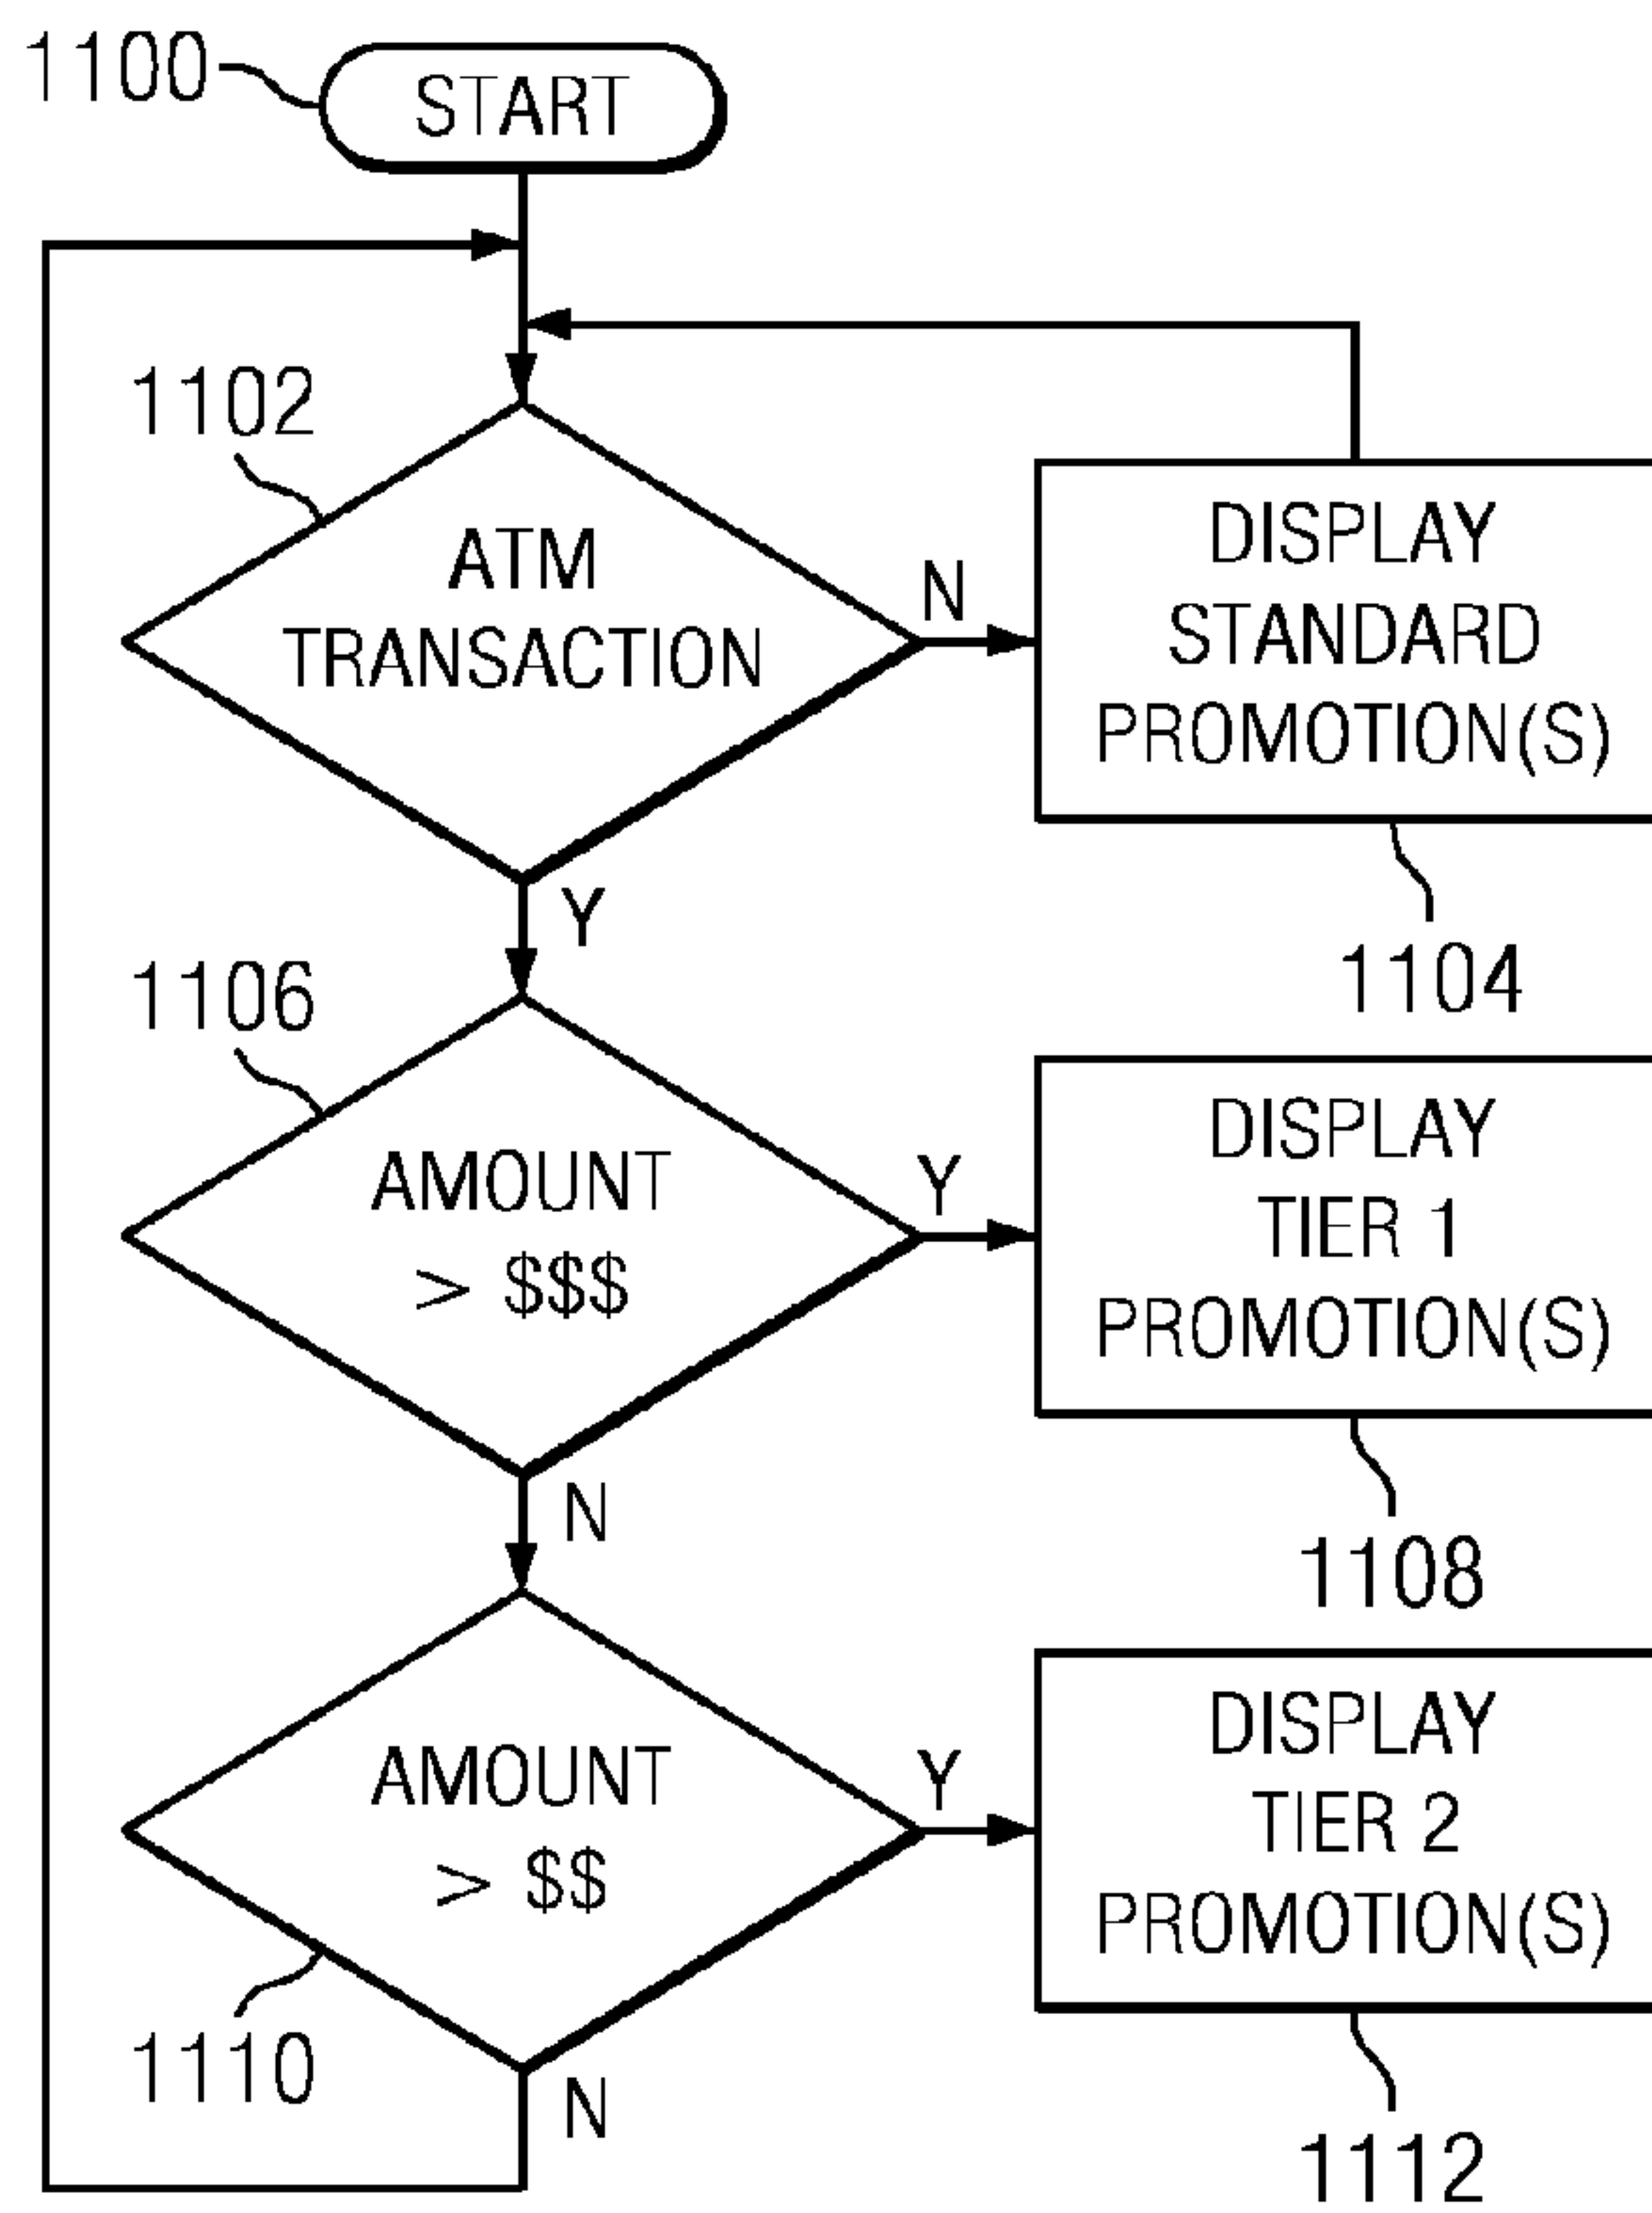 1100
START
1102
ATM
TRANSACTION
N
DISPLAY
STANDARD
PROMOTION(S)
1104
Y
1106
AMOUNT
> $$$
Y
DISPLAY
TIER 1
PROMOTION(S)
1108
N
AMOUNT
> $$
Y
DISPLAY
TIER 2
PROMOTION(S)
1110
N
1112